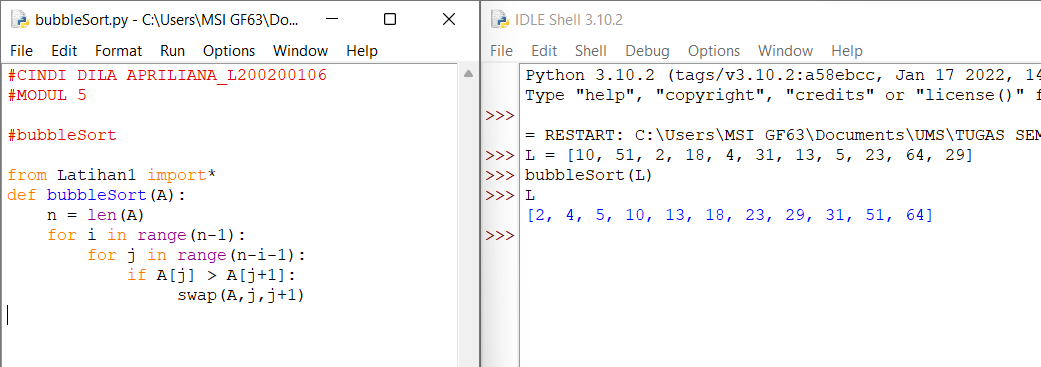 bubbleSort.py - C:\Users\MSI GF63\Do...
File Edit Format Run Options Window Help
#CINDI DILA APRILIANA_L200200106
#MODUL 5
#bubbleSort
from Latihan1 import*
def bubbleSort(A):
    n = len(A)
    for i in range(n-1):
        for j in range(n-i-1):
            if A[j] > A[j+1]:
                swap(A,j,j+1)
IDLE Shell 3.10.2
File Edit Shell Debug Options Window Help
Python 3.10.2 (tags/v3.10.2:a58ebcc, Jan 17 2022, 14
Type "help", "copyright", "credits" or "license()" f
>>>
= RESTART: C:\Users\MSI GF63\Documents\UMS\TUGAS SEM
>>> L = [10, 51, 2, 18, 4, 31, 13, 5, 23, 64, 29]
>>> bubbleSort(L)
>>> L
[2, 4, 5, 10, 13, 18, 23, 29, 31, 51, 64]
>>>